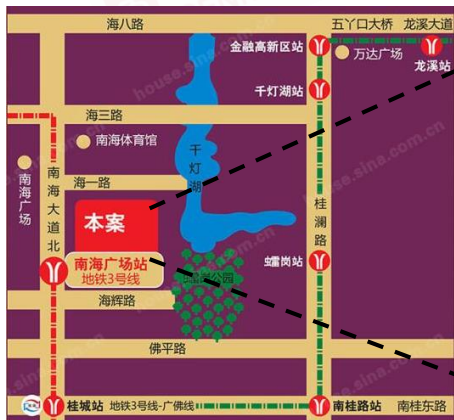 海八路
五丫口大桥 龙溪大道
金融高新区站
万达广场
龙溪站
千灯湖站
海三路
南海体育馆
千灯湖
南海广场
南海大道北
海一路
桂澜路
本案
南海广场站
地铁3号线
蠕岗站
蠕岗公园
海辉路
佛平路
桂城站 地铁3号线-广佛线
南桂路站 南桂东路
house.sina.com.cn